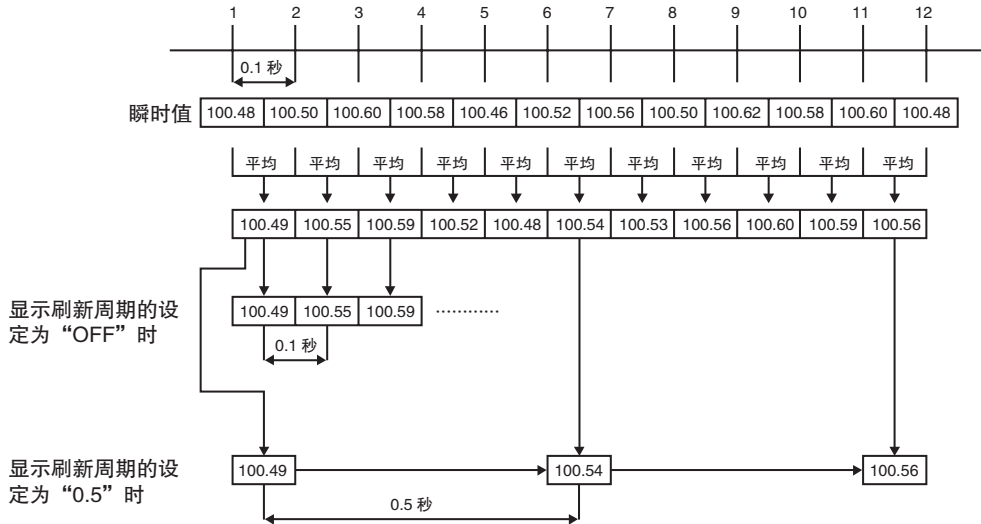 1 2 3 4 5 6 7 8 9 10 11 12
0.1 秒
瞬时值 100.48 100.50 100.60 100.58 100.46 100.52 100.56 100.50 100.62 100.58 100.60 100.48
平均 平均 平均 平均 平均 平均 平均 平均 平均 平均 平均
100.49 100.55 100.59 100.52 100.48 100.54 100.53 100.56 100.60 100.59 100.56
显示刷新周期的设
定为“OFF”时
100.49 100.55 100.59 ............
0.1 秒
显示刷新周期的设
定为“0.5”时
100.49 100.54 100.56
0.5 秒